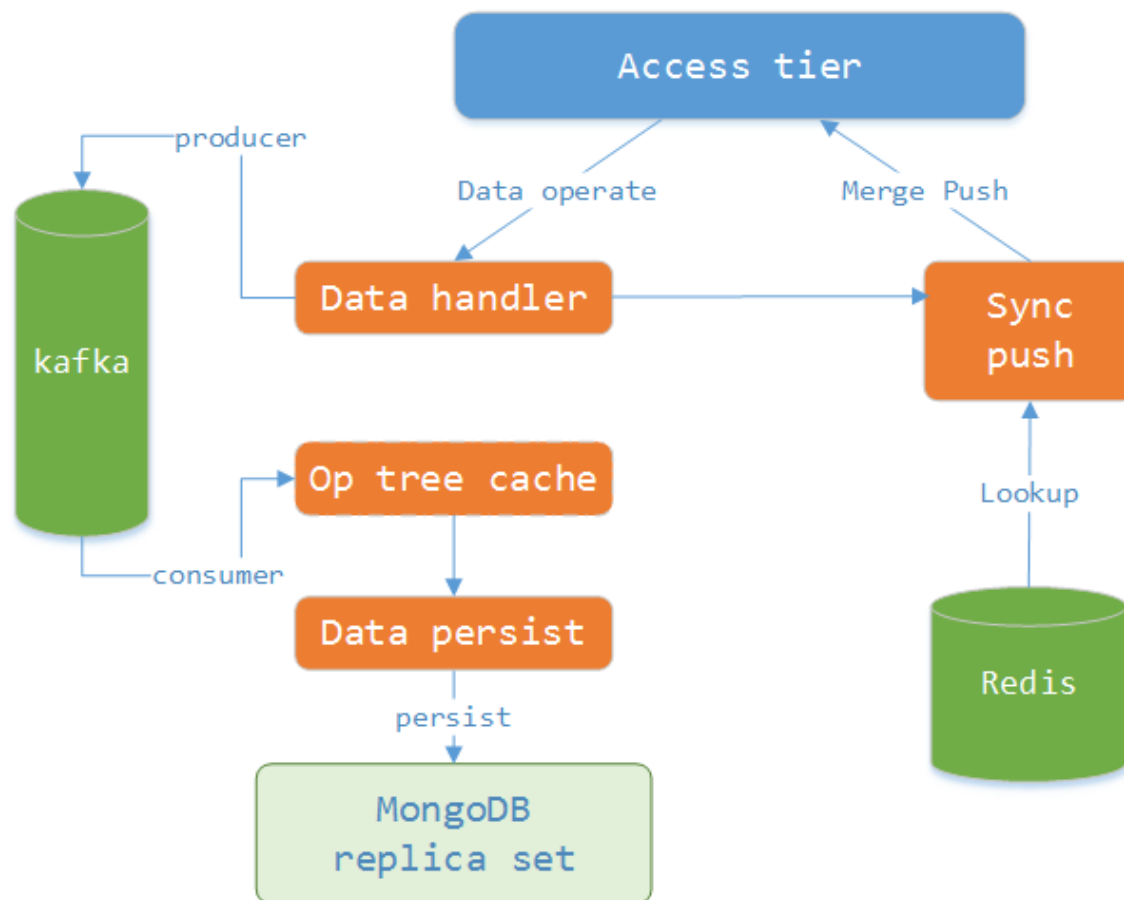 Access tier
producer
Data operate
Merge Push
Data handler
Sync
push
kafka
Op tree cache
Lookup
consumer
Data persist
Redis
persist
MongoDB
replica set